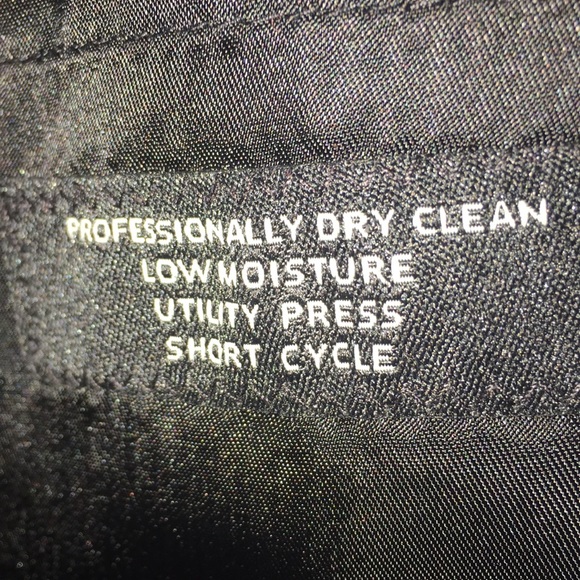 PROFESSIONALLY DRY CLEAN
LOW MOISTURE
UTILITY PRESS
SHORT CYCLE